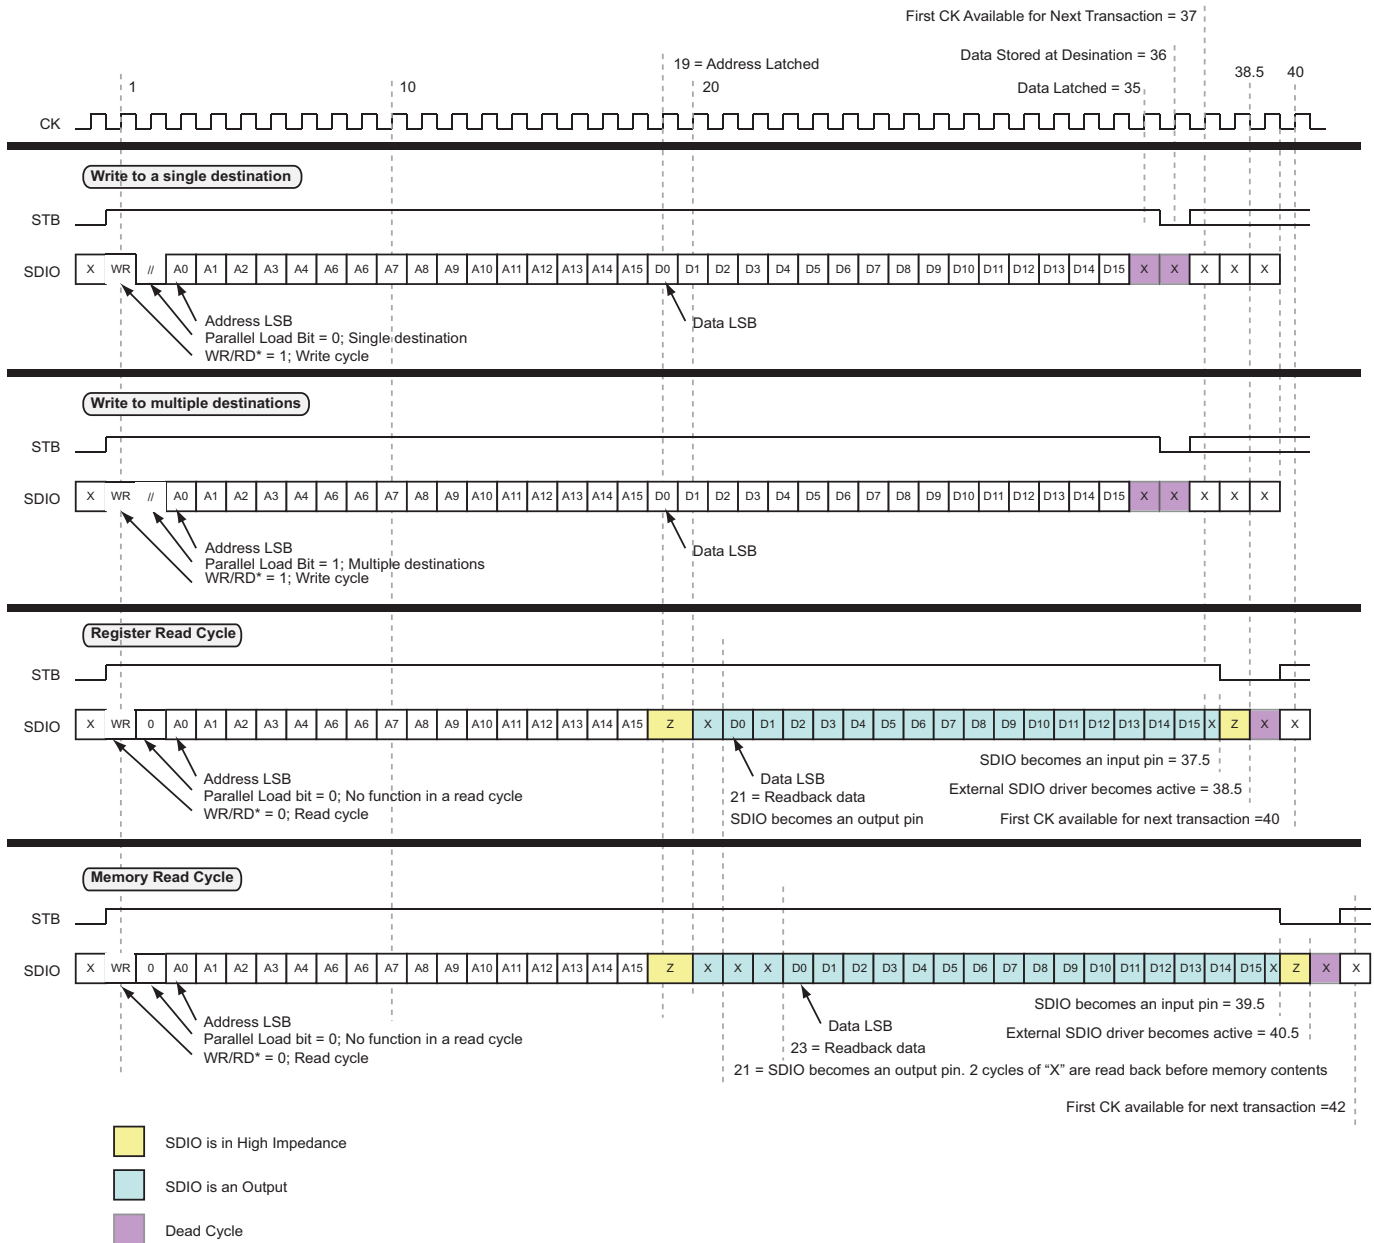 First CK Available for Next Transaction = 37
Data Stored at Desination = 36
19 = Address Latched
38.5 40
1 10 20 Data Latched = 35
CK
Write to a single destination
STB
SDIO X WR // A0 A1 A2 A3 A4 A6 A6 A7 A8 A9 A10 A11 A12 A13 A14 A15 D0 D1 D2 D3 D4 D5 D6 D7 D8 D9 D10 D11 D12 D13 D14 D15 X X X X X
Address LSB Data LSB
Parallel Load Bit = 0; Single destination
WR/RD* = 1; Write cycle
Write to multiple destinations
STB
SDIO X WR // A0 A1 A2 A3 A4 A6 A6 A7 A8 A9 A10 A11 A12 A13 A14 A15 D0 D1 D2 D3 D4 D5 D6 D7 D8 D9 D10 D11 D12 D13 D14 D15 X X X X X
Address LSB Data LSB
Parallel Load Bit = 1; Multiple destinations
WR/RD* = 1; Write cycle
Register Read Cycle
STB
SDIO X WR 0 A0 A1 A2 A3 A4 A6 A6 A7 A8 A9 A10 A11 A12 A13 A14 A15 Z X D0 D1 D2 D3 D4 D5 D6 D7 D8 D9 D10 D11 D12 D13 D14 D15 X Z X X
SDIO becomes an input pin = 37.5
Address LSB Data LSB
External SDIO driver becomes active = 38.5
Parallel Load bit = 0; No function in a read cycle 21 = Readback data
WR/RD* = 0; Read cycle SDIO becomes an output pin First CK available for next transaction =40
Memory Read Cycle
STB
SDIO X WR 0 A0 A1 A2 A3 A4 A6 A6 A7 A8 A9 A10 A11 A12 A13 A14 A15 Z X X X D0 D1 D2 D3 D4 D5 D6 D7 D8 D9 D10 D11 D12 D13 D14 D15 X Z X X
SDIO becomes an input pin = 39.5
Address LSB Data LSB
External SDIO driver becomes active = 40.5
Parallel Load bit = 0; No function in a read cycle 23 = Readback data
WR/RD* = 0; Read cycle
21 = SDIO becomes an output pin. 2 cycles of “X” are read back before memory contents
First CK available for next transaction =42
SDIO is in High Impedance
SDIO is an Output
Dead Cycle